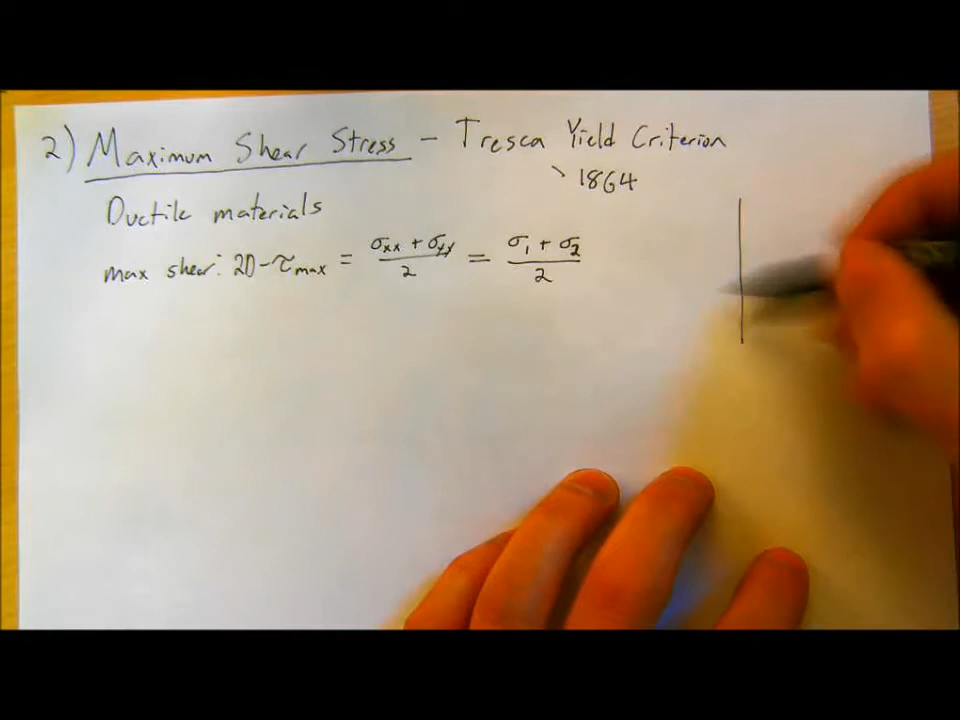 2) Maximum Shear Stress - Tresca Yield Criterion
1864
Ductile materials
max shear: 2D - τmax = (σxx + σyy)/2 = (σ1 + σ2)/2